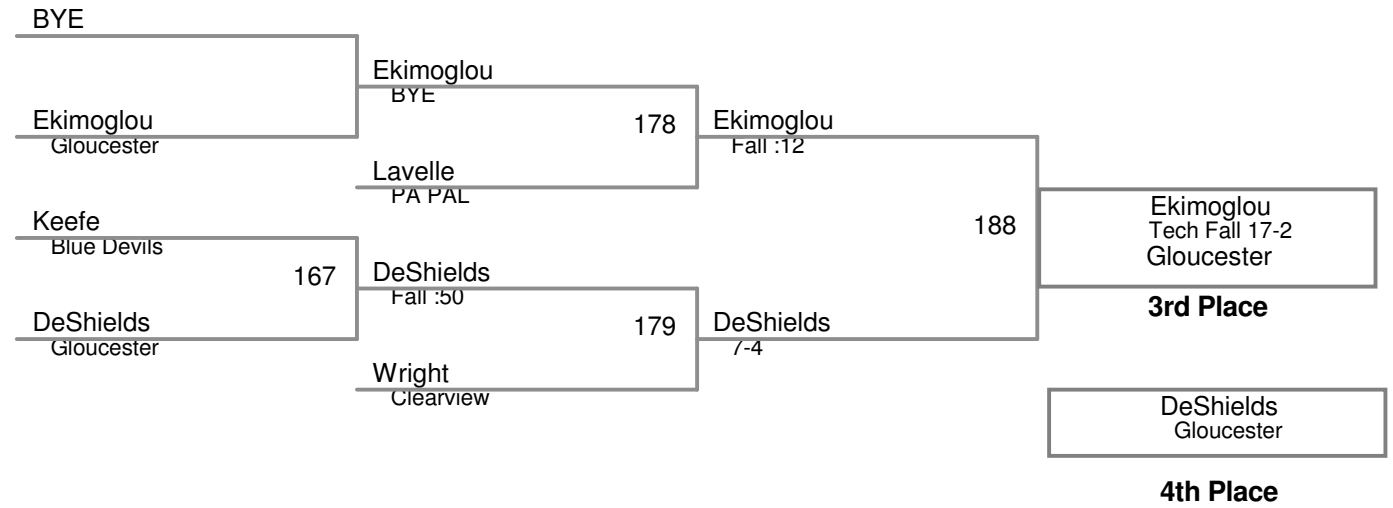 BYE
Ekimoglou
BYE
Ekimoglou
Gloucester
178
Ekimoglou
Fall :12
Lavelle
PA PAL
Keefe
Blue Devils
188
Ekimoglou
Tech Fall 17-2
Gloucester
167
DeShields
Fall :50
3rd Place
DeShields
Gloucester
179
DeShields
7-4
Wright
Clearview
DeShields
Gloucester
4th Place